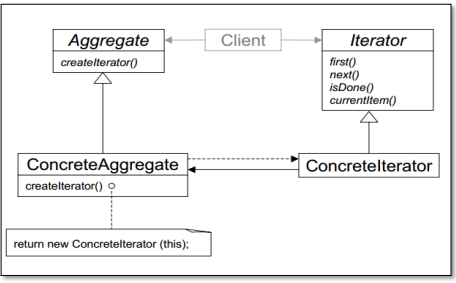 Aggregate
createIterator()
Client
Iterator
first()
next()
isDone()
currentItem()
ConcreteAggregate
createIterator()
ConcreteIterator
return new ConcreteIterator (this);